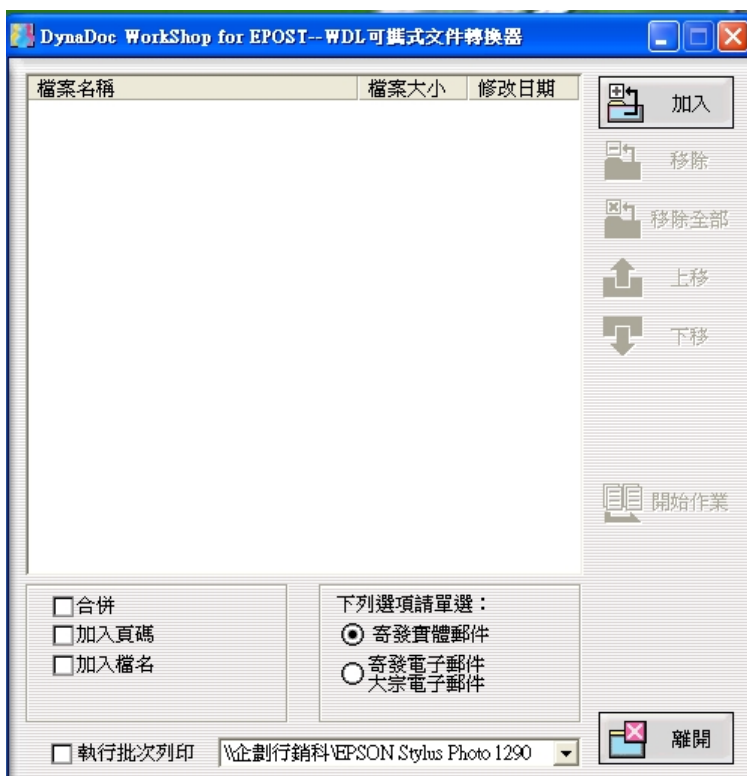 DynaDoc WorkShop for EPOST--WDL可攜式文件轉換器
檔案名稱 檔案大小 修改日期
加入
移除
移除全部
上移
下移
開始作業
合併
加入頁碼
加入檔名
下列選項請單選：
寄發實體郵件
寄發電子郵件
大宗電子郵件
執行批次列印 \\企劃行銷科\EPSON Stylus Photo 1290
離開